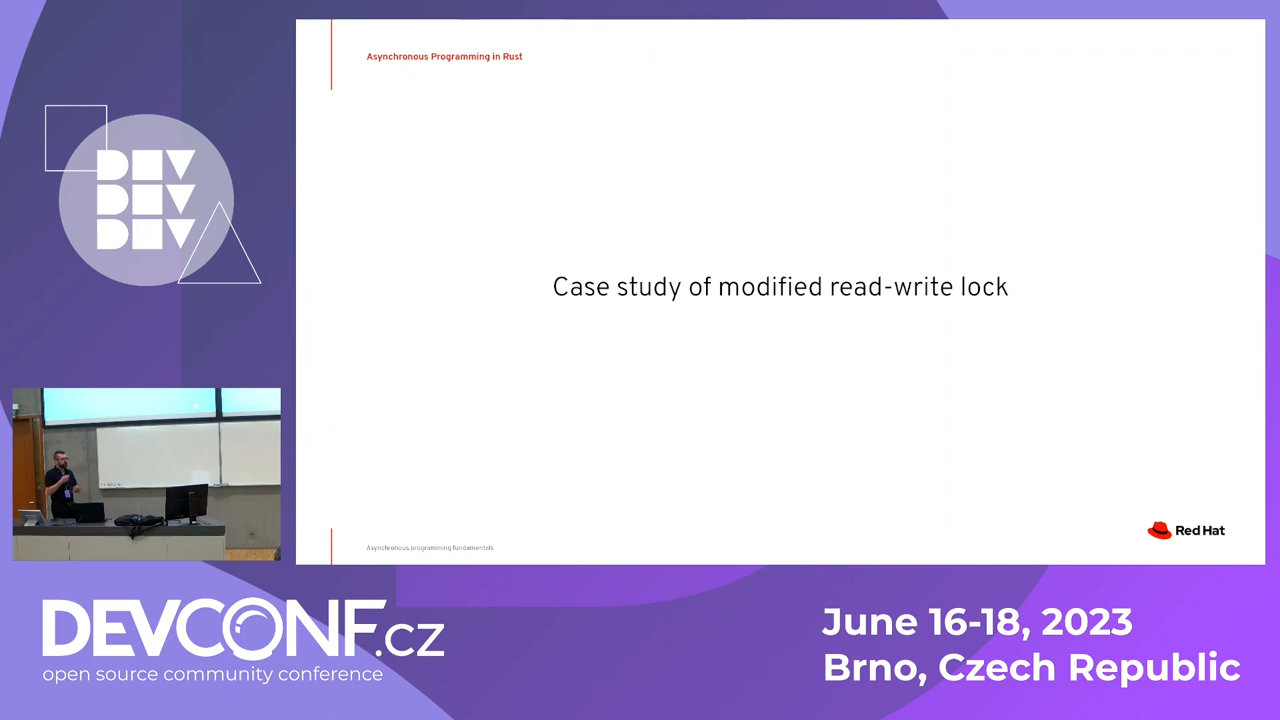 Asynchronous Programming in Rust
DEV
DEV
DEV
Case study of modified read-write lock
Red Hat
Asynchronous programming fundamentals
DEVCONF.cz
open source community conference
June 16-18, 2023
Brno, Czech Republic